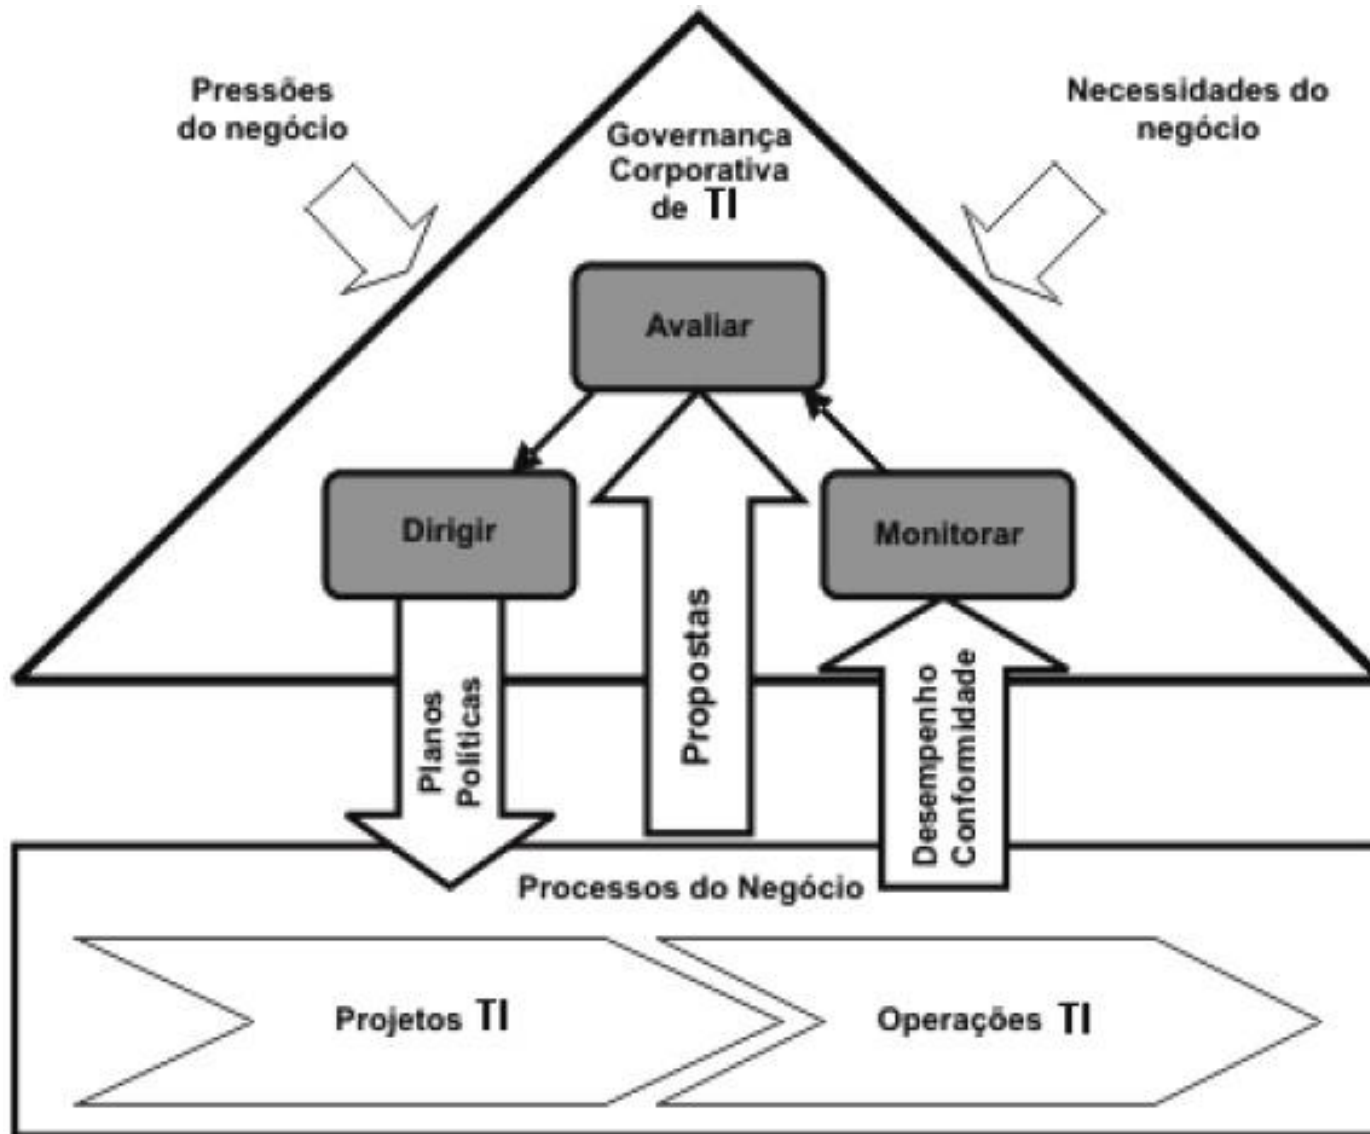 Pressões
do negócio
Necessidades do
negócio
Governança
Corporativa
de TI
Avaliar
Dirigir
Monitorar
Planos
Políticas
Propostas
Desempenho
Conformidade
Processos do Negócio
Projetos TI
Operações TI